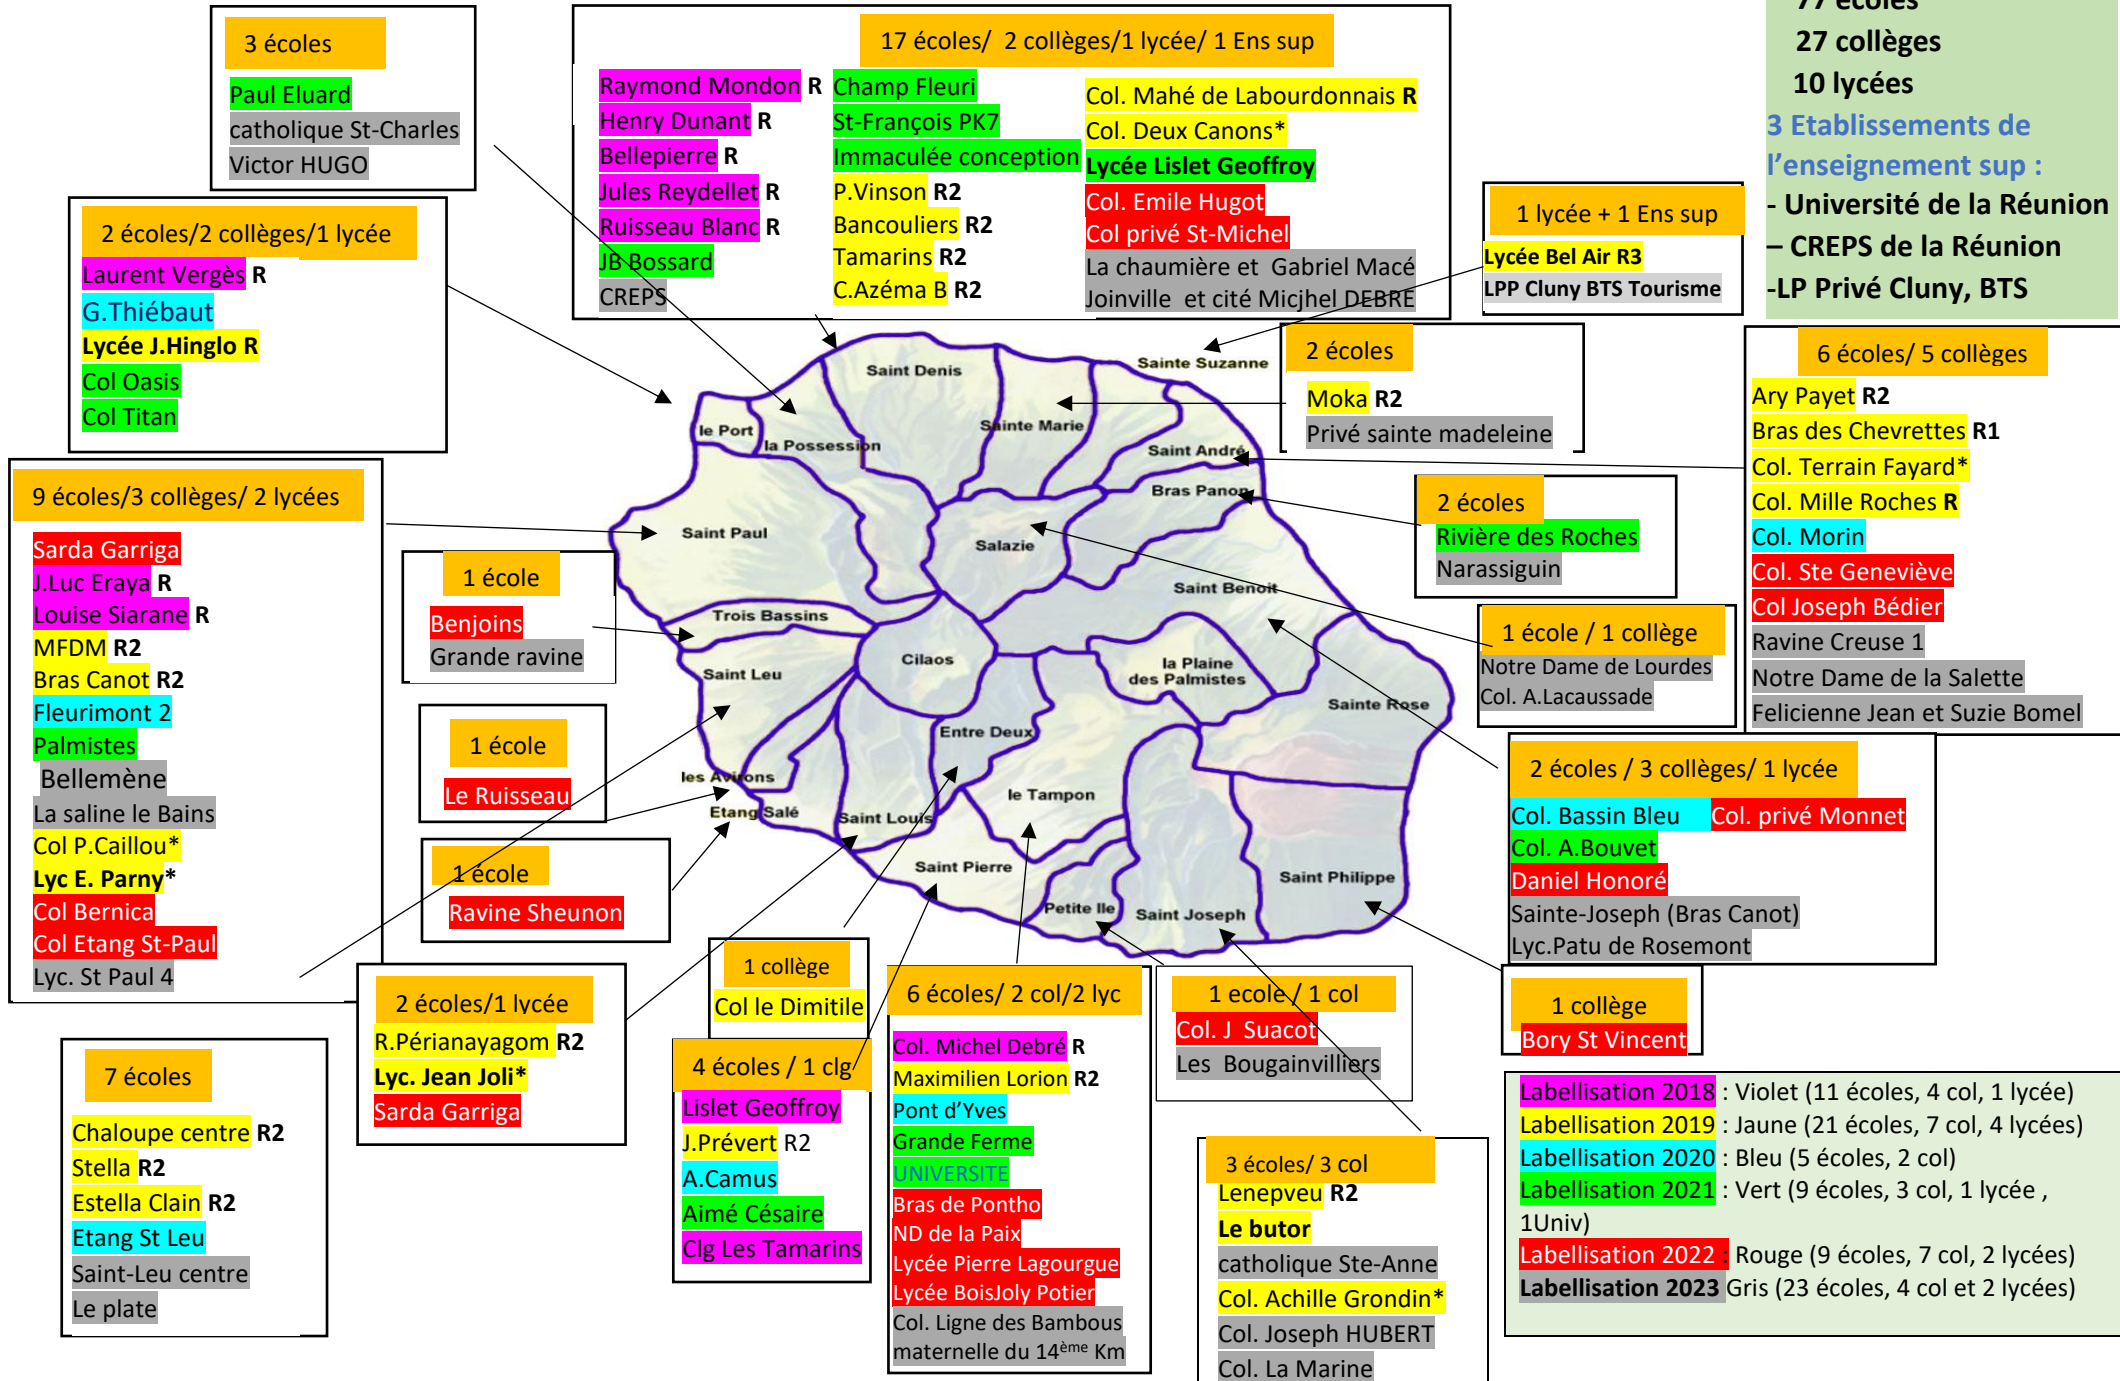 77 écoles
27 collèges
10 lycées
3 Etablissements de
l'enseignement sup :
- Université de la Réunion
– CREPS de la Réunion
-LP Privé Cluny, BTS
3 écoles
Paul Eluard
catholique St-Charles
Victor HUGO
17 écoles/ 2 collèges/1 lycée/ 1 Ens sup
Raymond Mondon R
Henry Dunant R
Bellepierre R
Jules Reydellet R
Ruisseau Blanc R
JB Bossard
CREPS
Champ Fleuri
St-François PK7
Immaculée conception
P.Vinson R2
Bancouliers R2
Tamarins R2
C.Azéma B R2
Col. Mahé de Labourdonnais R
Col. Deux Canons*
Lycée Lislet Geoffroy
Col. Emile Hugot
Col privé St-Michel
La chaumière et Gabriel Macé
Joinville et cité Micjhel DEBRE
1 lycée + 1 Ens sup
Lycée Bel Air R3
LPP Cluny BTS Tourisme
2 écoles/2 collèges/1 lycée
Laurent Vergès R
G.Thiébaut
Lycée J.Hinglo R
Col Oasis
Col Titan
2 écoles
Moka R2
Privé sainte madeleine
6 écoles/ 5 collèges
Ary Payet R2
Bras des Chevrettes R1
Col. Terrain Fayard*
Col. Mille Roches R
Col. Morin
Col. Ste Geneviève
Col Joseph Bédier
Ravine Creuse 1
Notre Dame de la Salette
Felicienne Jean et Suzie Bomel
9 écoles/3 collèges/ 2 lycées
Sarda Garriga
J.Luc Eraya R
Louise Siarane R
MFDM R2
Bras Canot R2
Fleurimont 2
Palmistes
Bellemène
La saline le Bains
Col P.Caillou*
Lyc E. Parny*
Col Bernica
Col Etang St-Paul
Lyc. St Paul 4
1 école
Benjoins
Grande ravine
1 école
Le Ruisseau
1 école
Ravine Sheunon
Sainte Suzanne
Saint Denis
Sainte Marie
le Port
la Possession
Saint André
Bras Panon
Saint Paul
Salazie
Saint Benoit
Trois Bassins
Cilaos
Saint Leu
la Plaine
des Palmistes
Sainte Rose
Entre Deux
les Avirons
le Tampon
Etang Salé
Saint Louis
Saint Pierre
Saint Philippe
Petite Ile
Saint Joseph
2 écoles
Rivière des Roches
Narassiguin
1 école / 1 collège
Notre Dame de Lourdes
Col. A.Lacaussade
2 écoles / 3 collèges/ 1 lycée
Col. Bassin Bleu Col. privé Monnet
Col. A.Bouvet
Daniel Honoré
Sainte-Joseph (Bras Canot)
Lyc.Patu de Rosemont
1 collège
Bory St Vincent
2 écoles/1 lycée
R.Périanayagom R2
Lyc. Jean Joli*
Sarda Garriga
1 collège
Col le Dimitile
6 écoles/ 2 col/2 lyc
Col. Michel Debré R
Maximilien Lorion R2
Pont d'Yves
Grande Ferme
UNIVERSITE
Bras de Pontho
ND de la Paix
Lycée Pierre Lagourgue
Lycée BoisJoly Potier
Col. Ligne des Bambous
maternelle du 14ème Km
1 ecole / 1 col
Col. J Suacot
Les Bougainvilliers
7 écoles
Chaloupe centre R2
Stella R2
Estella Clain R2
Etang St Leu
Saint-Leu centre
Le plate
4 écoles / 1 clg
Lislet Geoffroy
J.Prévert R2
A.Camus
Aimé Césaire
Clg Les Tamarins
3 écoles/ 3 col
Lenepveu R2
Le butor
catholique Ste-Anne
Col. Achille Grondin*
Col. Joseph HUBERT
Col. La Marine
Labellisation 2018 : Violet (11 écoles, 4 col, 1 lycée)
Labellisation 2019 : Jaune (21 écoles, 7 col, 4 lycées)
Labellisation 2020 : Bleu (5 écoles, 2 col)
Labellisation 2021 : Vert (9 écoles, 3 col, 1 lycée ,
1Univ)
Labellisation 2022 : Rouge (9 écoles, 7 col, 2 lycées)
Labellisation 2023 Gris (23 écoles, 4 col et 2 lycées)